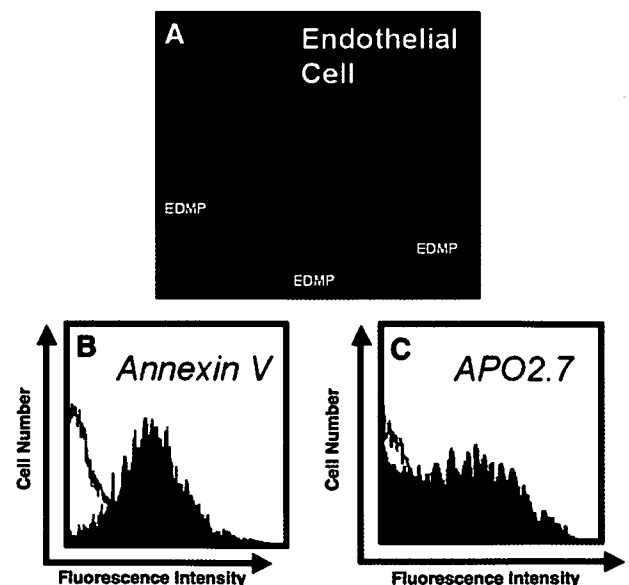 A
Endothelial
Cell
EDMP
EDMP
EDMP
B
Annexin V
Cell Number
Fluorescence Intensity
C
APO2.7
Cell Number
Fluorescence Intensity